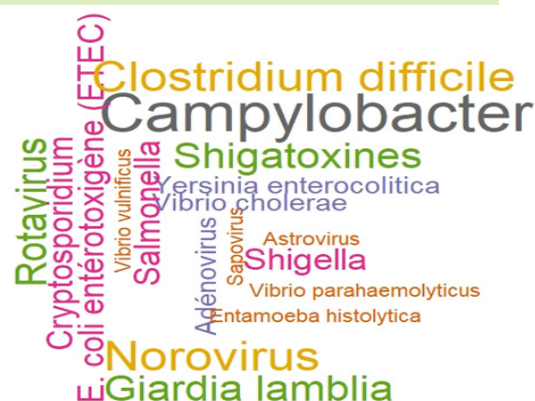 Clostridium difficile
Campylobacter
Shigatoxines
Yersinia enterocolitica
Vibrio cholerae
Astrovirus
Shigella
Vibrio parahaemolyticus
Entamoeba histolytica
Norovirus
Giardia lamblia
Rotavirus
Cryptosporidium
E. coli entérotoxigène (ETEC)
Vibrio vulnificus
Salmonella
Adénovirus
Sapovirus